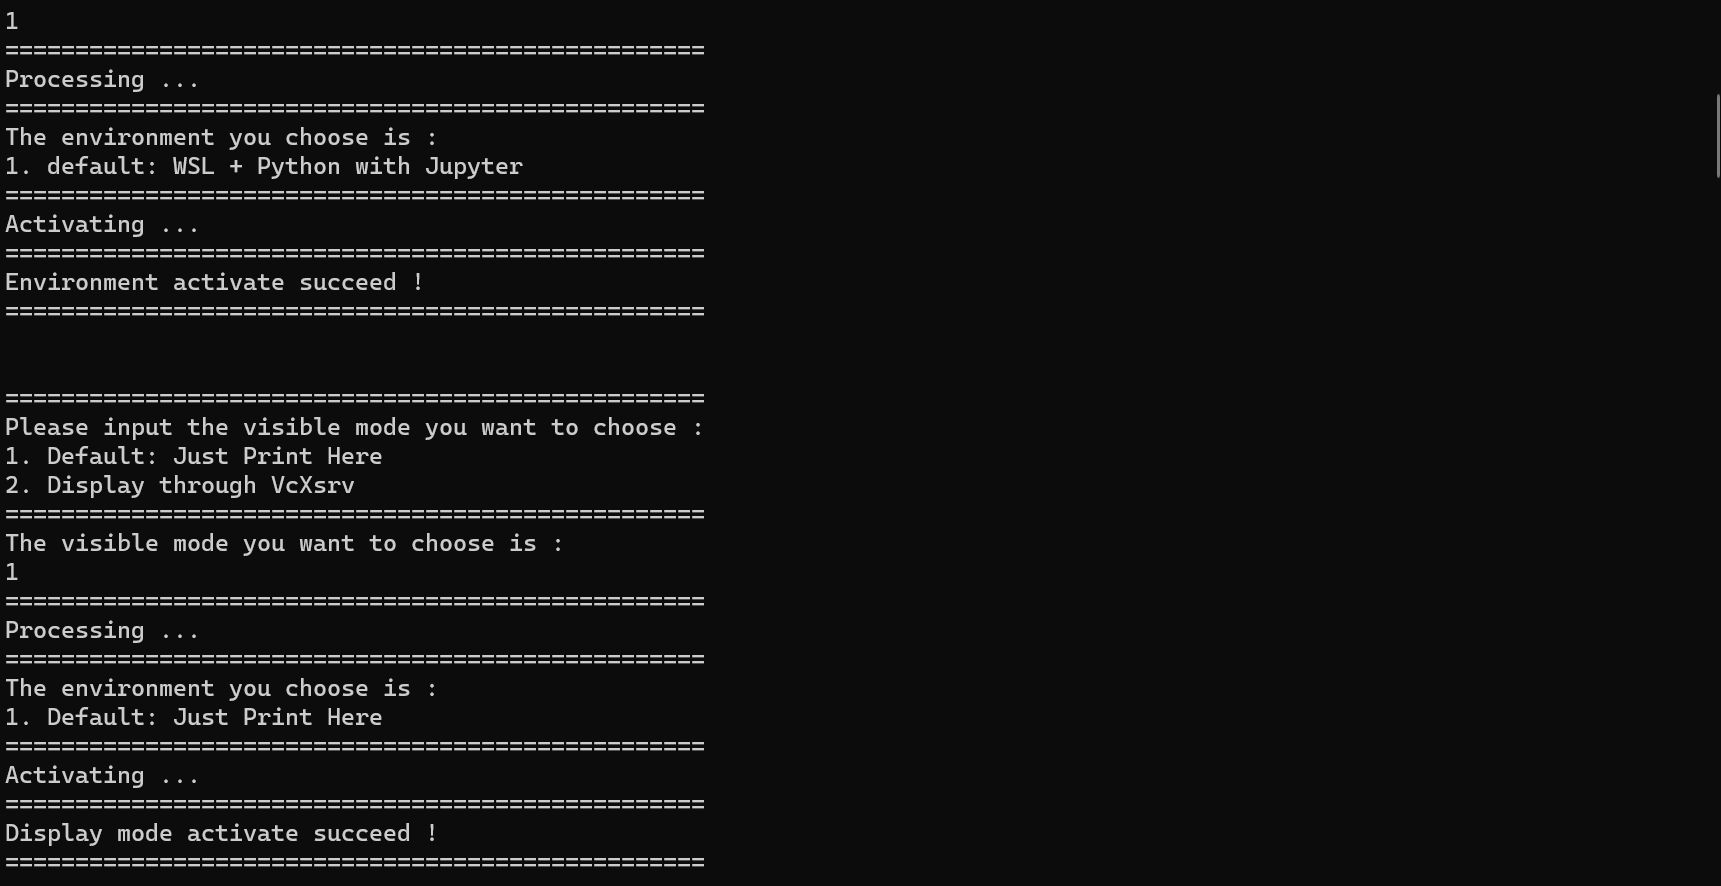 1
==================================================
Processing ...
==================================================
The environment you choose is :
1. default: WSL + Python with Jupyter
==================================================
Activating ...
==================================================
Environment activate succeed !
==================================================
==================================================
Please input the visible mode you want to choose :
1. Default: Just Print Here
2. Display through VcXsrv
==================================================
The visible mode you want to choose is :
1
==================================================
Processing ...
==================================================
The environment you choose is :
1. Default: Just Print Here
==================================================
Activating ...
==================================================
Display mode activate succeed !
==================================================